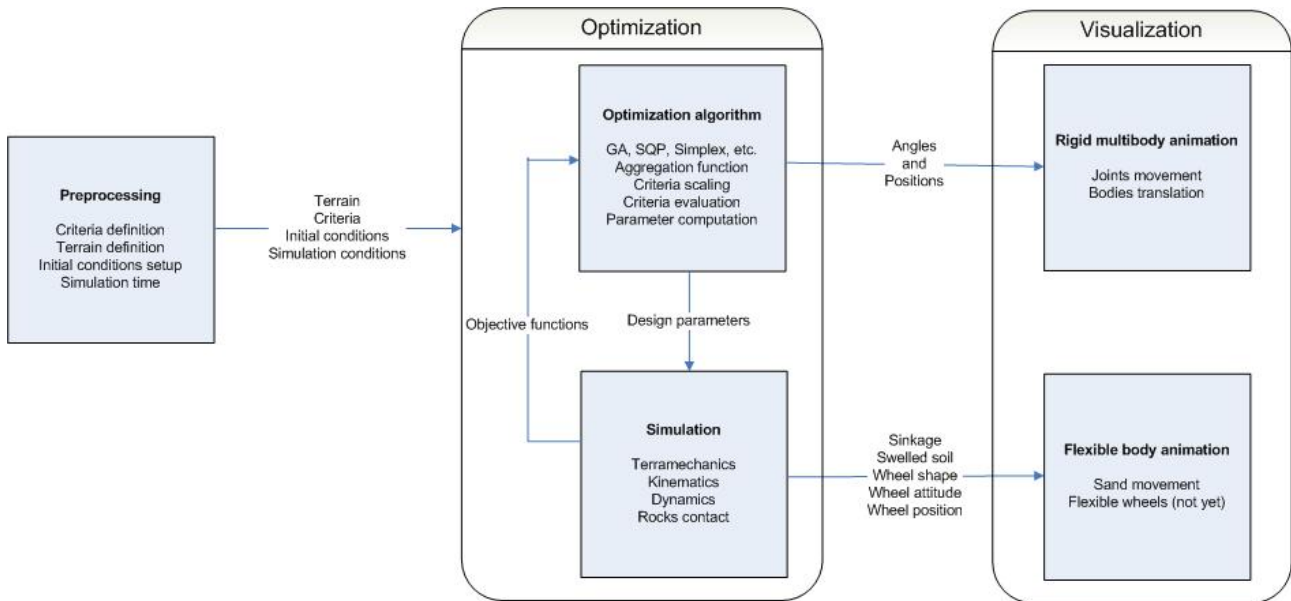 Optimization
Visualization
Preprocessing
Criteria definition
Terrain definition
Initial conditions setup
Simulation time
Terrain
Criteria
Initial conditions
Simulation conditions
Optimization algorithm
GA, SQP, Simplex, etc.
Aggregation function
Criteria scaling
Criteria evaluation
Parameter computation
Angles
and
Positions
Rigid multibody animation
Joints movement
Bodies translation
Objective functions
Design parameters
Simulation
Terramechanics
Kinematics
Dynamics
Rocks contact
Sinkage
Swelled soil
Wheel shape
Wheel attitude
Wheel position
Flexible body animation
Sand movement
Flexible wheels (not yet)